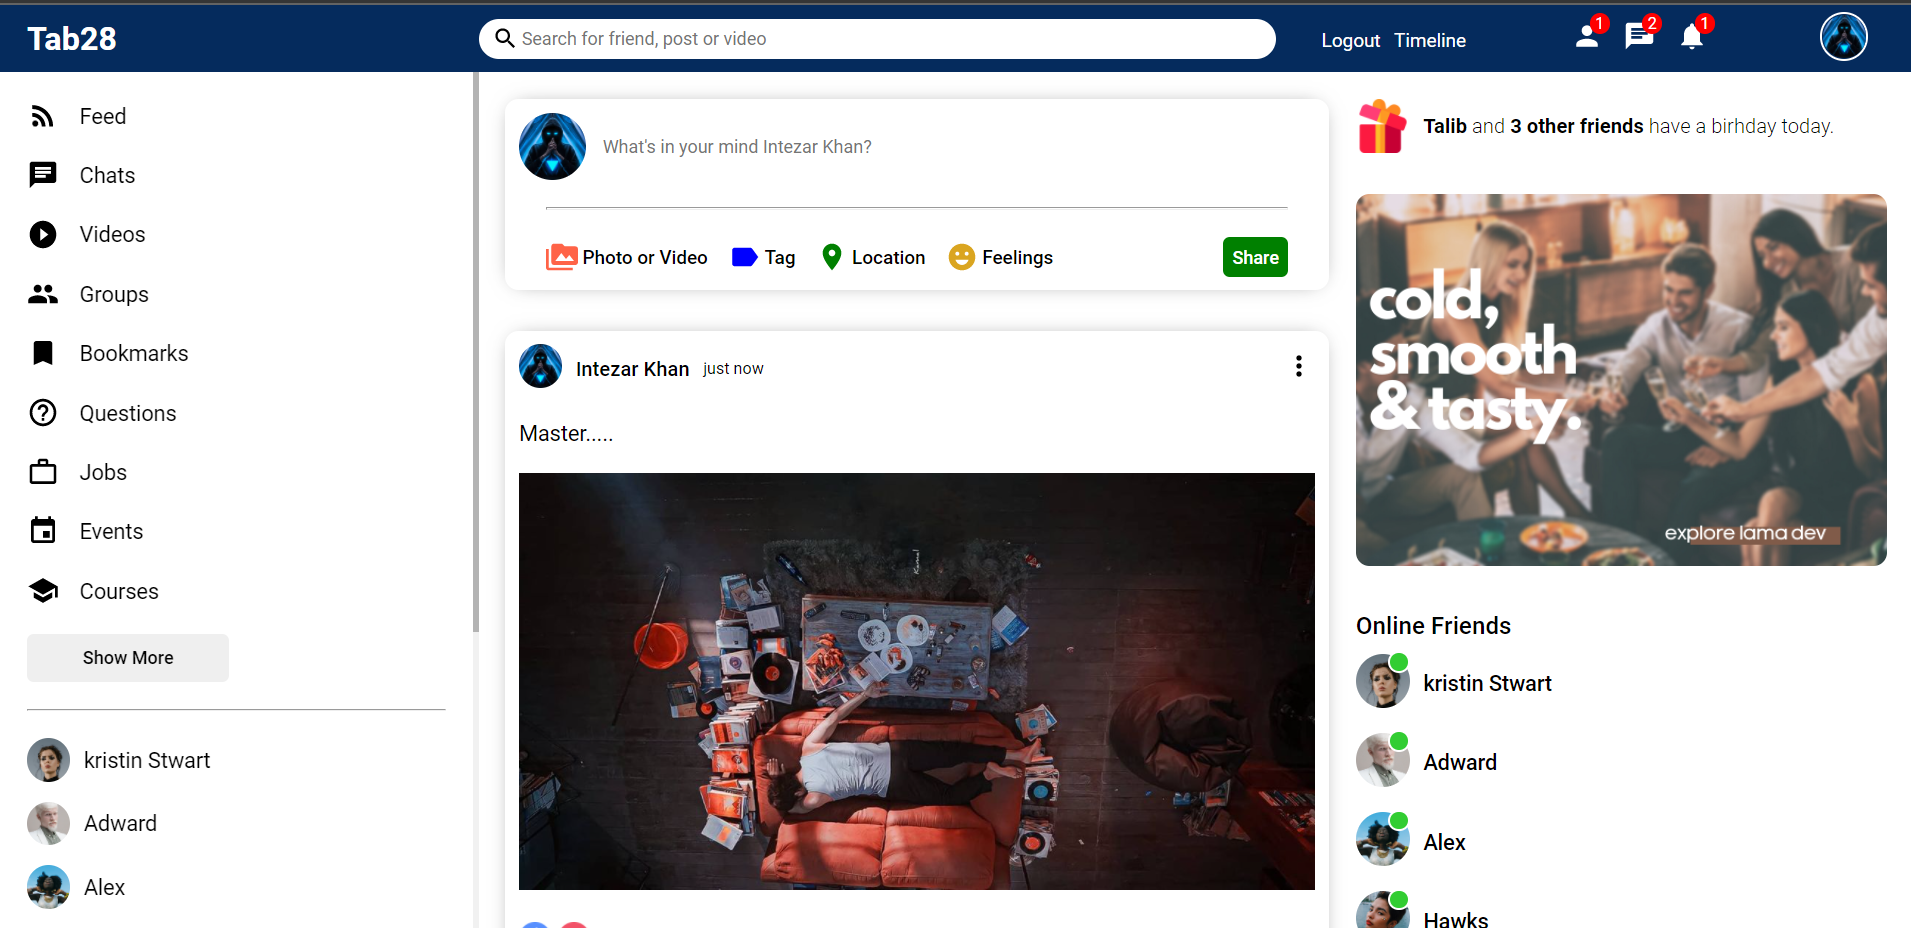 Tab28
Search for friend, post or video
Logout Timeline
1
2
1
Feed
Chats
Videos
Groups
Bookmarks
Questions
Jobs
Events
Courses
Show More
kristin Stwart
Adward
Alex
What's in your mind Intezar Khan?
Photo or Video Tag Location Feelings Share
Intezar Khan just now
Master.....
Talib and 3 other friends have a birhday today.
cold,
smooth
& tasty.
explore lama dev
Online Friends
kristin Stwart
Adward
Alex
Hawks